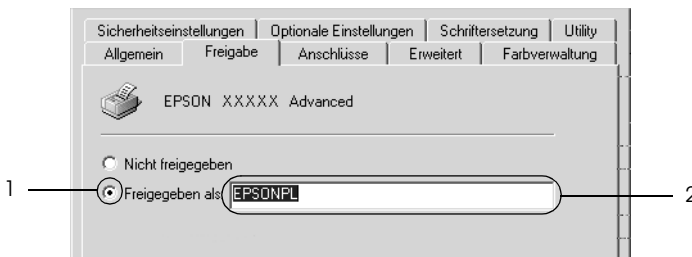 Sicherheitseinstellungen Optionale Einstellungen Schriftersetzung Utility
Allgemein Freigabe Anschlüsse Erweitert Farbverwaltung
EPSON XXXXX Advanced
Nicht freigegeben
1 Freigegeben als EPSONPL 2